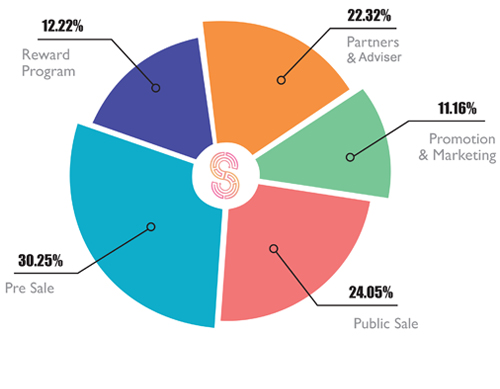 12.22%
Reward
Program
22.32%
Partners
& Adviser
11.16%
Promotion
& Marketing
30.25%
Pre Sale
24.05%
Public Sale
S